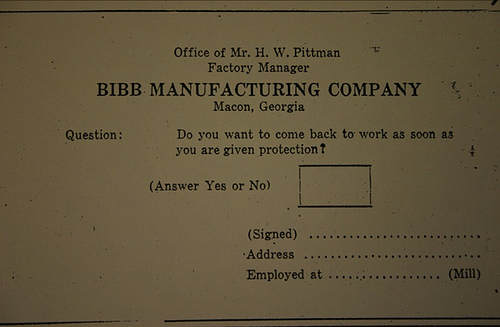 Office of Mr. H. W. Pittman
Factory Manager
BIBB MANUFACTURING COMPANY
Macon, Georgia
Question: Do you want to come back to work as soon as
you are given protection?
(Answer Yes or No)
(Signed) ........................................
Address ........................................
Employed at .......................... (Mill)